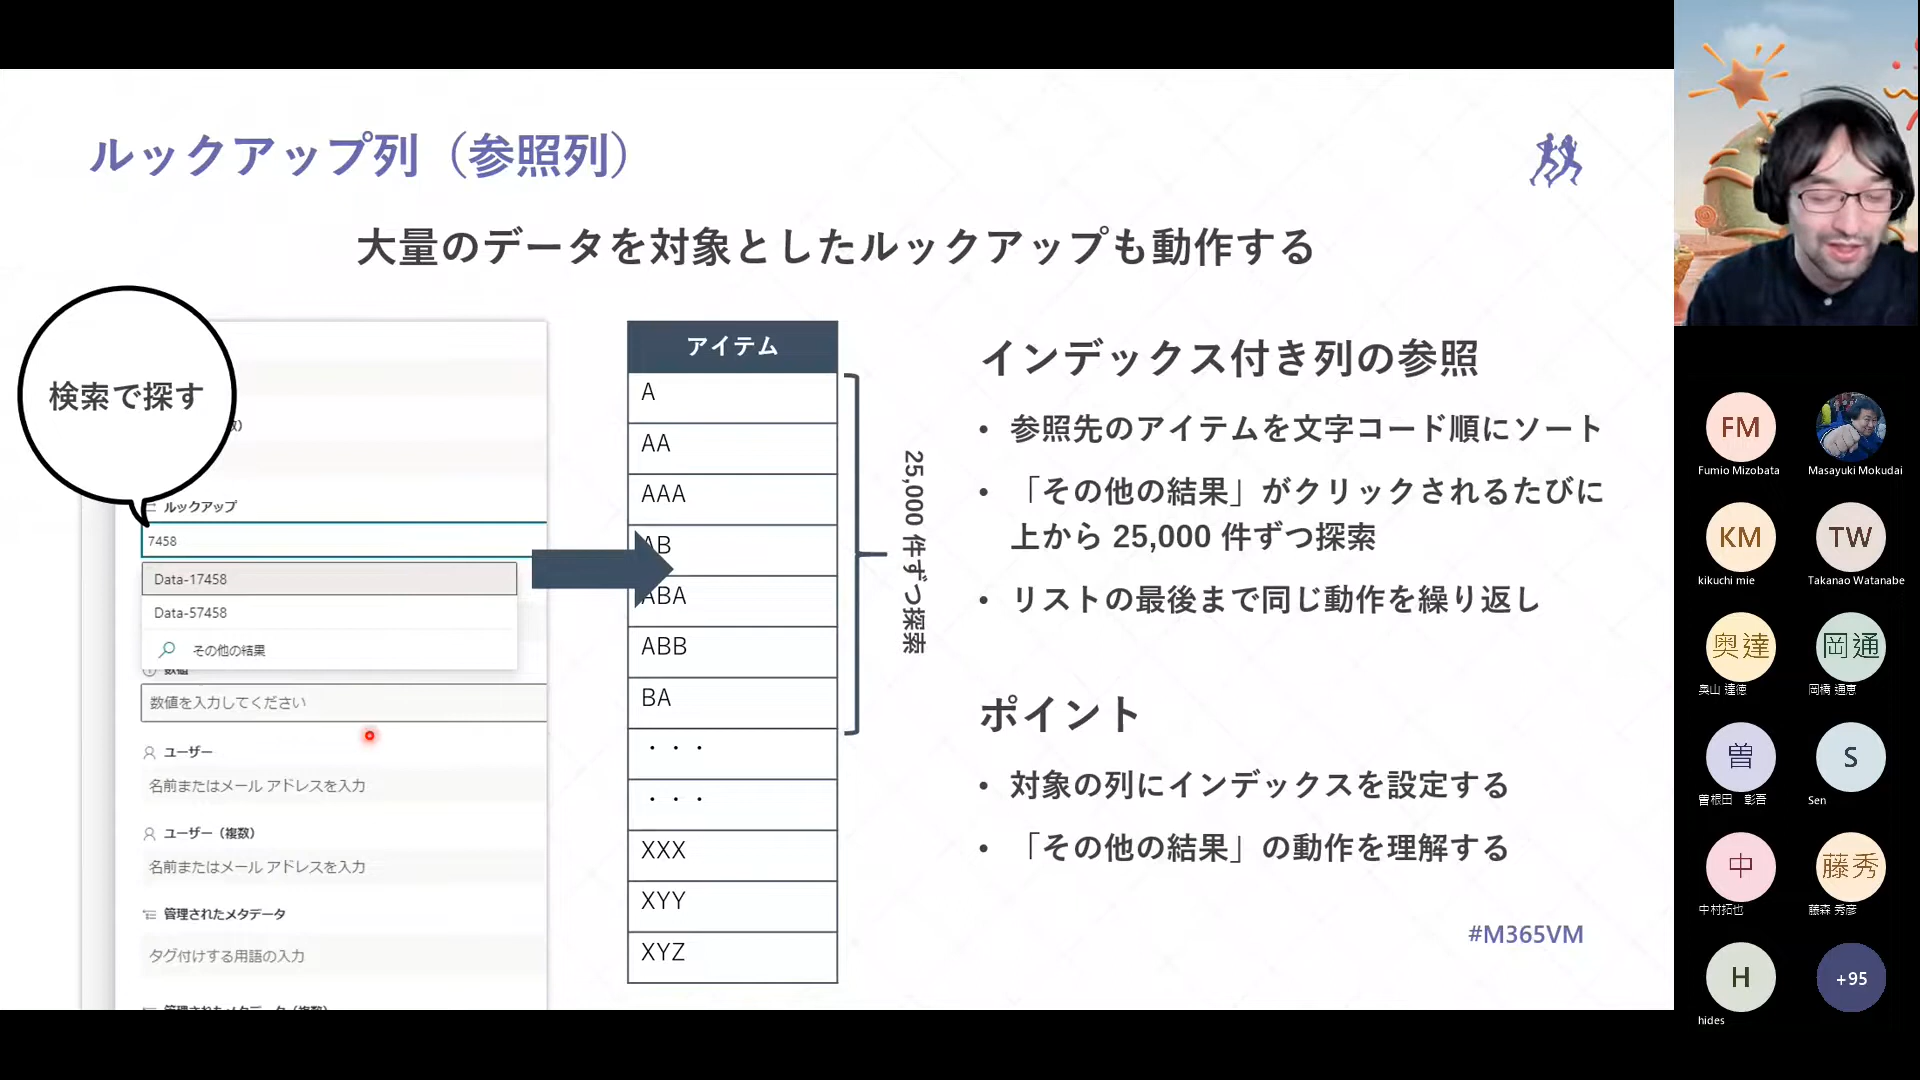 ルックアップ列（参照列）
大量のデータを対象としたルックアップも動作する
検索で探す
ルックアップ
7458
Data-17458
Data-57458
その他の結果
数値を入力してください
ユーザー
名前またはメール アドレスを入力
ユーザー（複数）
名前またはメール アドレスを入力
管理されたメタデータ
タグ付けする用語の入力
アイテム
A
AA
AAA
AB
ABA
ABB
BA
・・・
・・・
XXX
XYY
XYZ
25,000 件ずつ探索
インデックス付き列の参照
• 参照先のアイテムを文字コード順にソート
• 「その他の結果」がクリックされるたびに
上から 25,000 件ずつ探索
• リストの最後まで同じ動作を繰り返し
ポイント
• 対象の列にインデックスを設定する
• 「その他の結果」の動作を理解する
#M365VM
FM
Fumio Mizobata
Masayuki Mokudai
KM
kikuchi mie
TW
Takanao Watanabe
奥達
奥山 達徳
岡通
岡橋 通恵
曽
曽根田 彰吾
S
Sen
中
中村拓也
藤秀
藤森 秀彦
H
hides
+95